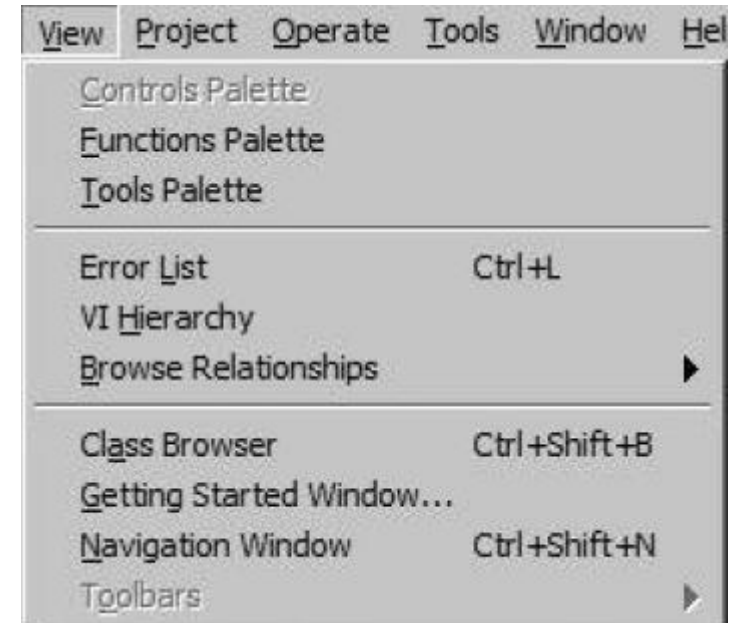 View Project Operate Tools Window Hel
Controls Palette
Functions Palette
Tools Palette
Error List Ctrl+L
VI Hierarchy
Browse Relationships
Class Browser Ctrl+Shift+B
Getting Started Window...
Navigation Window Ctrl+Shift+N
Toolbars